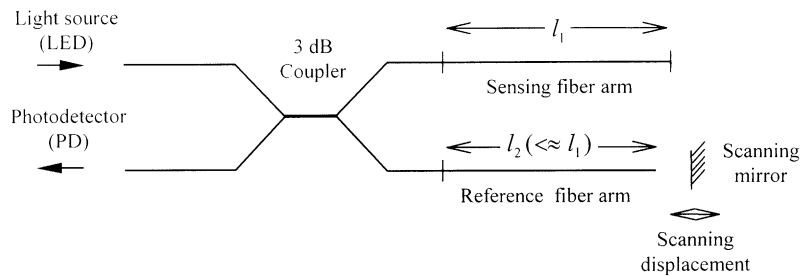 Light source
(LED)
3 dB
Coupler
l₁
Sensing fiber arm
Photodetector
(PD)
l₂ (<≈ l₁)
Scanning
mirror
Reference fiber arm
Scanning
displacement